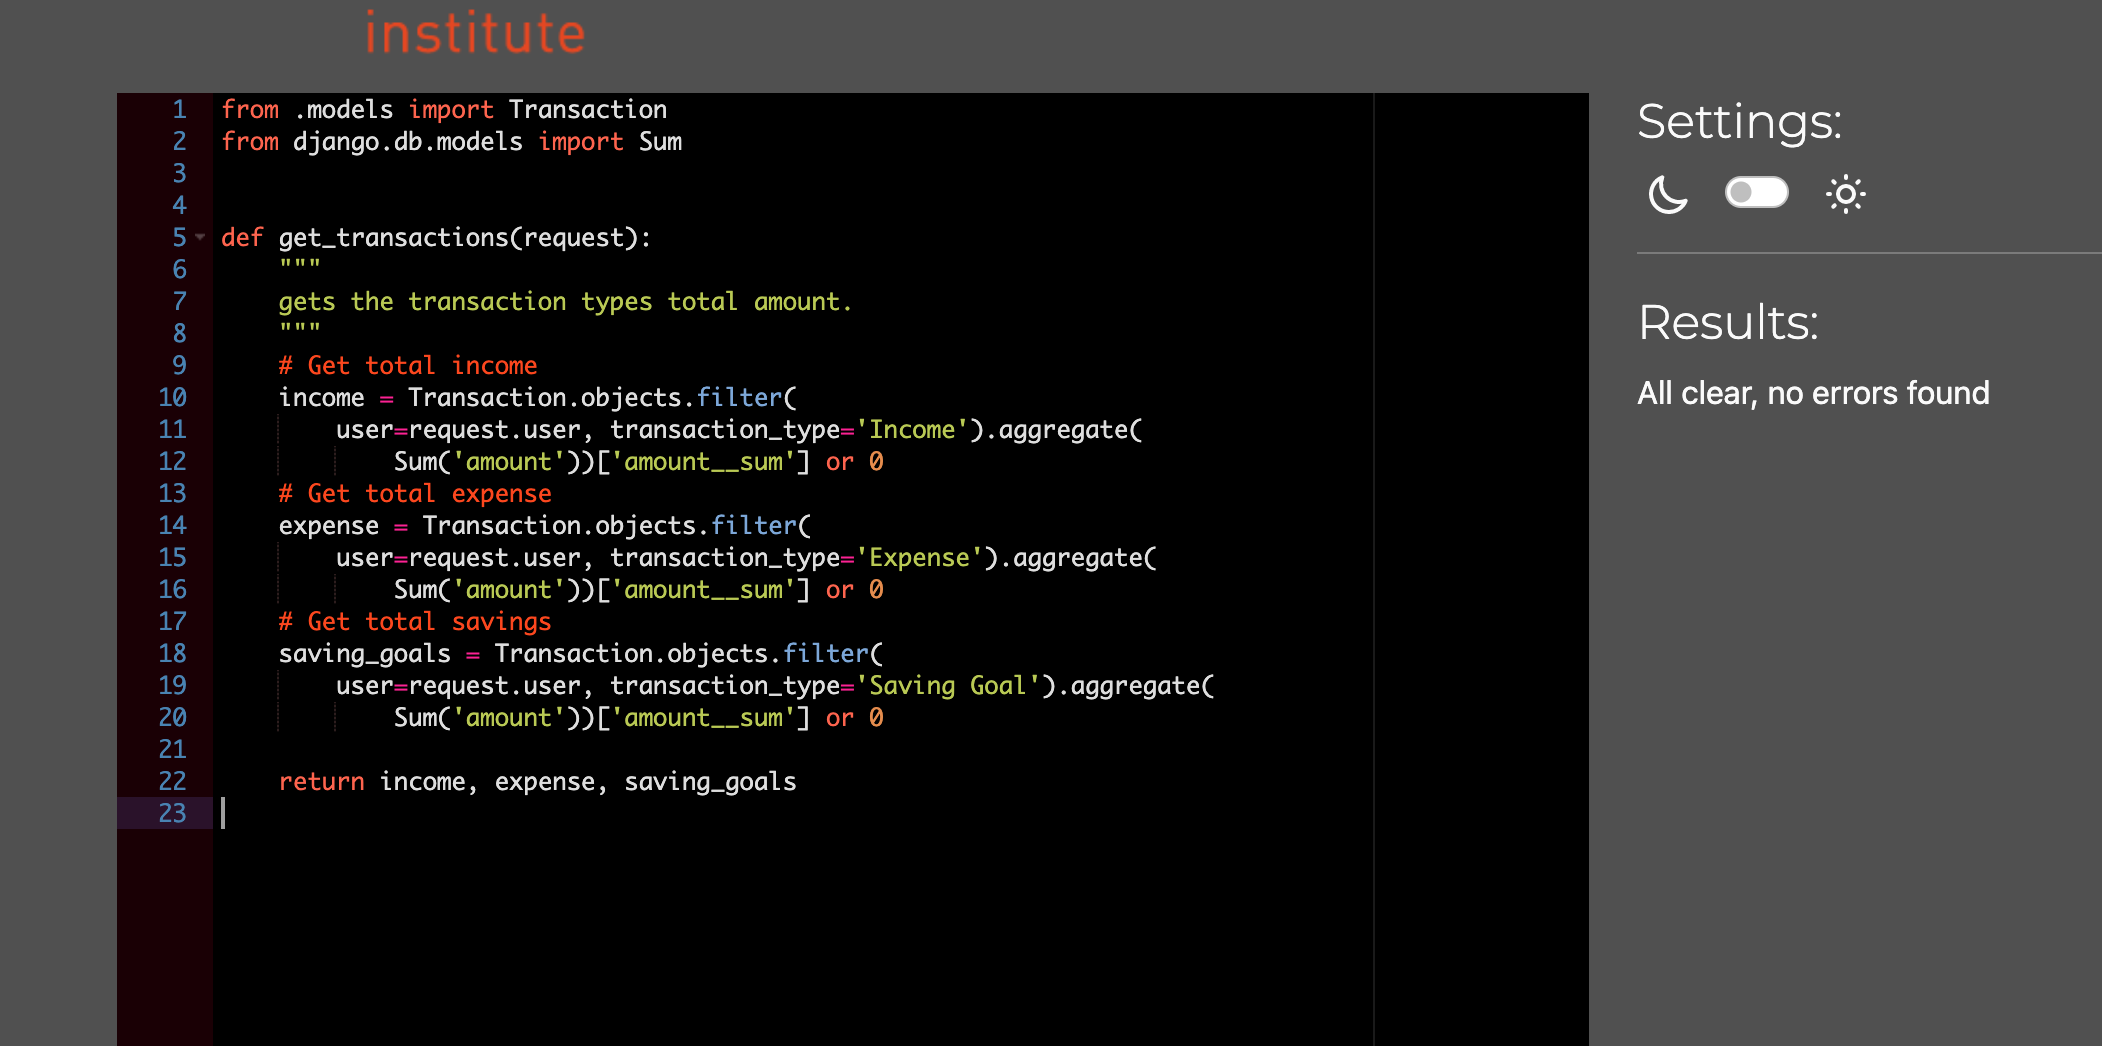 institute
1 from .models import Transaction
2 from django.db.models import Sum
3
4
5 def get_transactions(request):
6     """
7     gets the transaction types total amount.
8     """
9     # Get total income
10     income = Transaction.objects.filter(
11         user=request.user, transaction_type='Income').aggregate(
12             Sum('amount'))['amount__sum'] or 0
13     # Get total expense
14     expense = Transaction.objects.filter(
15         user=request.user, transaction_type='Expense').aggregate(
16             Sum('amount'))['amount__sum'] or 0
17     # Get total savings
18     saving_goals = Transaction.objects.filter(
19         user=request.user, transaction_type='Saving Goal').aggregate(
20             Sum('amount'))['amount__sum'] or 0
21
22     return income, expense, saving_goals
23
Settings:
Results:
All clear, no errors found